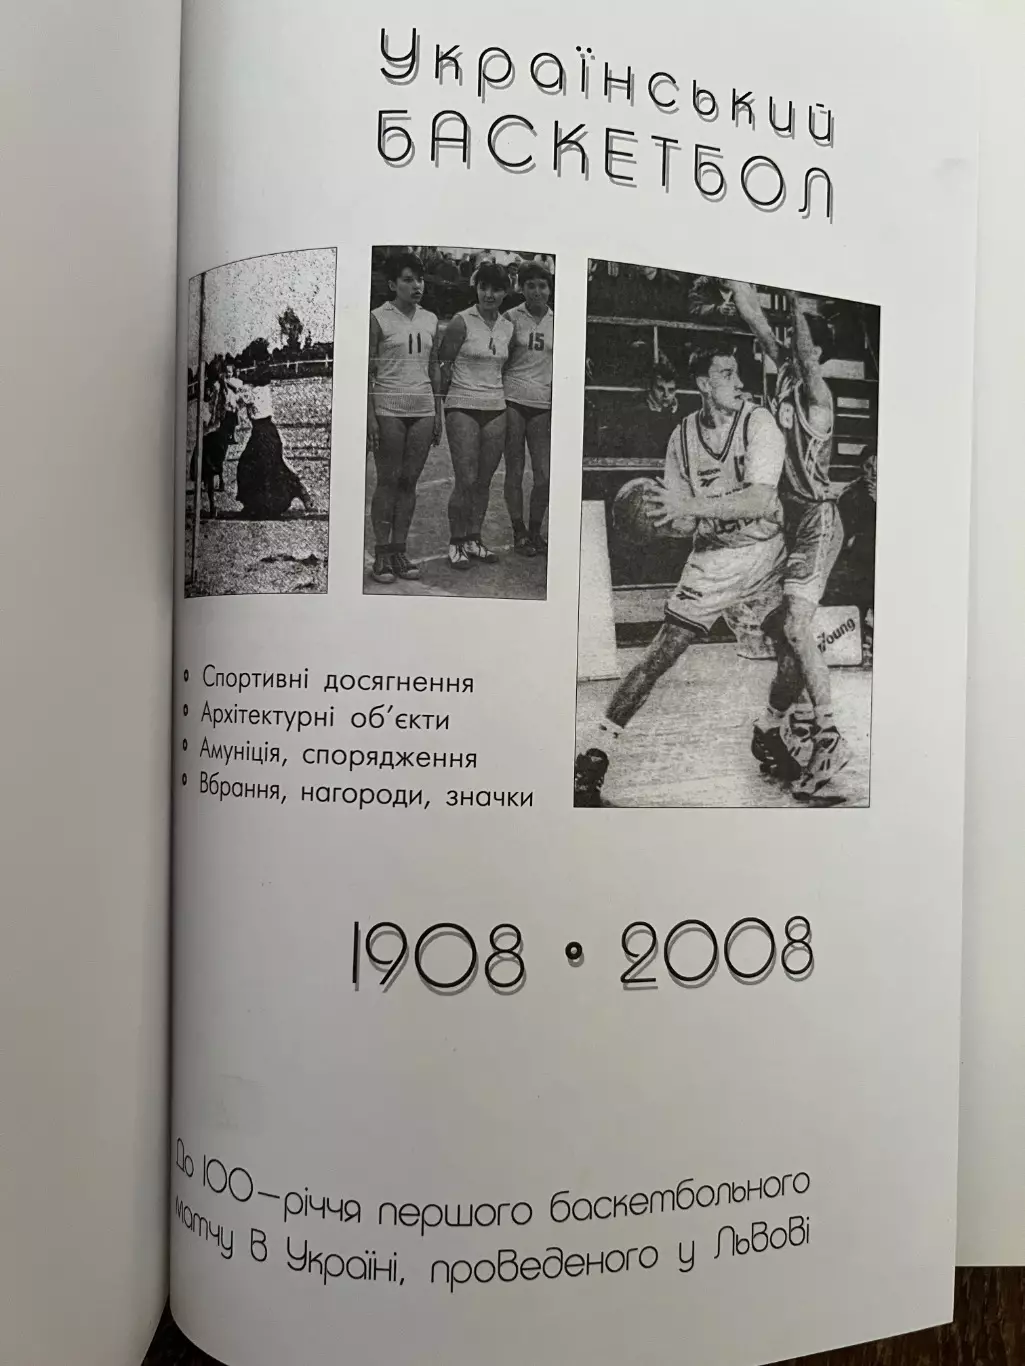 Український
БАСКЕТБОЛ
11
4
15
Young
• Спортивні досягнення
• Архітектурні об'єкти
• Амуніція, спорядження
• Вбрання, нагороди, значки
1908 • 2008
До 100-річчя першого баскетбольного
матчу в Україні, проведеного у Львові